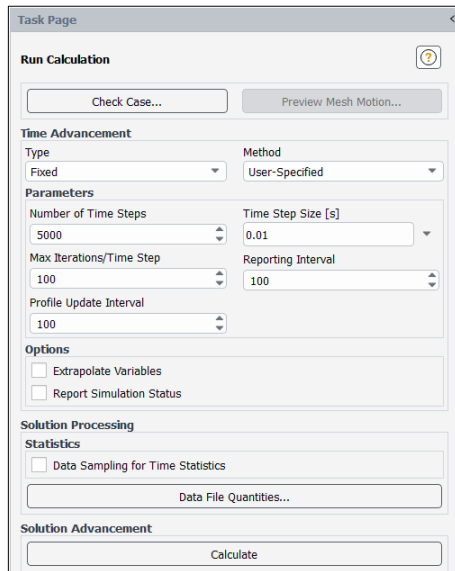 Task Page <
Run Calculation ?
Check Case... Preview Mesh Motion...
Time Advancement
Type Method
Fixed User-Specified
Parameters
Number of Time Steps Time Step Size [s]
5000 0.01
Max Iterations/Time Step Reporting Interval
100 100
Profile Update Interval
100
Options
Extrapolate Variables
Report Simulation Status
Solution Processing
Statistics
Data Sampling for Time Statistics
Data File Quantities...
Solution Advancement
Calculate